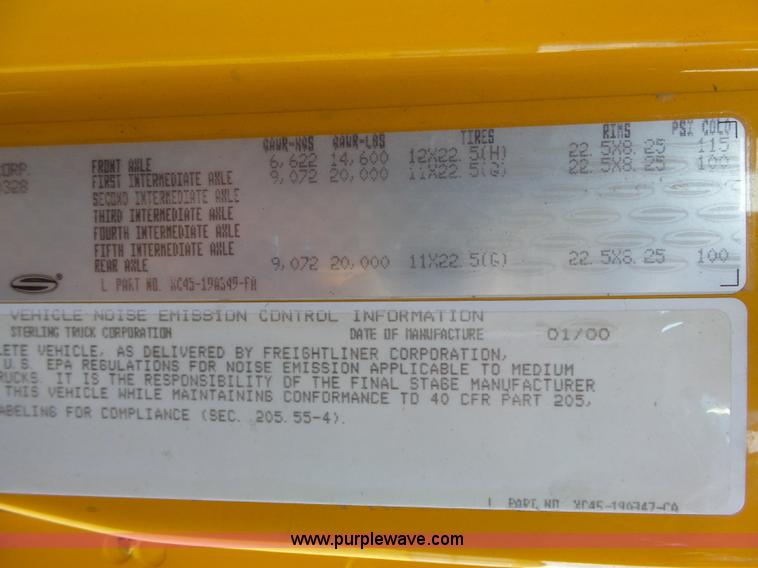 GAWR-KGS GAWR-LBS TIRES RIMS PSI COLD
CORP FRONT AXLE 6,622 14,600 12X22.5(H) 22.5X8.25 115
0328 FIRST INTERMEDIATE AXLE 9,072 20,000 11X22.5(G) 22.5X8.25 100
SECOND INTERMEDIATE AXLE
THIRD INTERMEDIATE AXLE
FOURTH INTERMEDIATE AXLE
FIFTH INTERMEDIATE AXLE
REAR AXLE 9,072 20,000 11X22.5(G) 22.5X8.25 100
L PART NO.
VEHICLE NOISE EMISSION CONTROL INFORMATION
STERLING TRUCK CORPORATION DATE OF MANUFACTURE 01/00
LETE VEHICLE, AS DELIVERED BY FREIGHTLINER CORPORATION,
U.S. EPA REGULATIONS FOR NOISE EMISSION APPLICABLE TO MEDIUM
RUCKS. IT IS THE RESPONSIBILITY OF THE FINAL STAGE MANUFACTURER
THIS VEHICLE WHILE MAINTAINING CONFORMANCE TO 40 CFR PART 205,
ABELING FOR COMPLIANCE (SEC. 205.55-4).
L PART NO.
www.purplewave.com